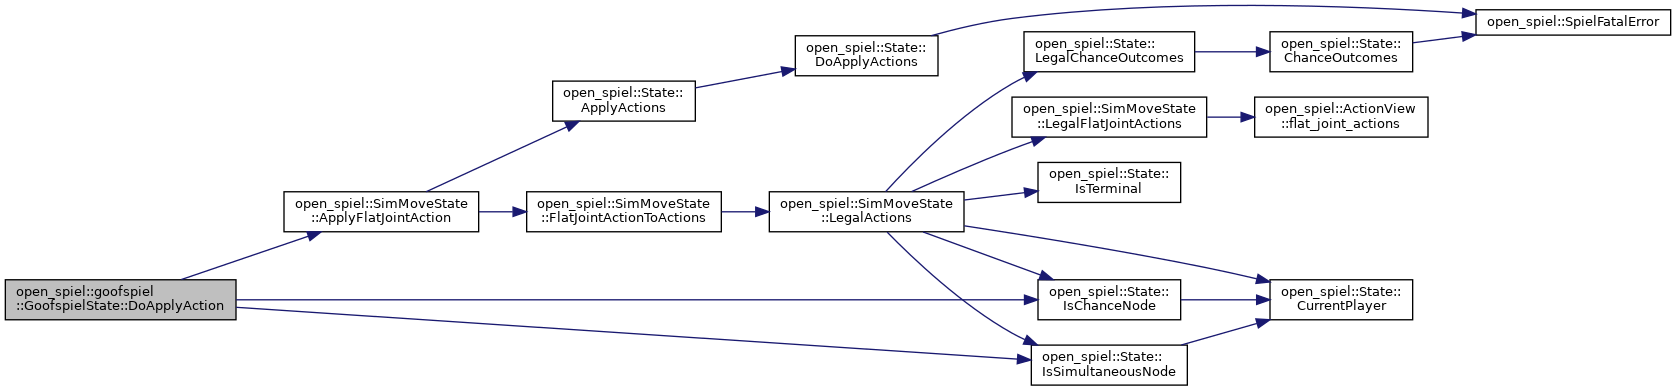 open_spiel::goofspiel
::GoofspielState::DoApplyAction
open_spiel::SimMoveState
::ApplyFlatJointAction
open_spiel::State::
ApplyActions
open_spiel::SimMoveState
::FlatJointActionToActions
open_spiel::State::
DoApplyActions
open_spiel::SimMoveState
::LegalActions
open_spiel::State::
LegalChanceOutcomes
open_spiel::SimMoveState
::LegalFlatJointActions
open_spiel::State::
IsTerminal
open_spiel::State::
IsChanceNode
open_spiel::State::
IsSimultaneousNode
open_spiel::State::
ChanceOutcomes
open_spiel::ActionView
::flat_joint_actions
open_spiel::State::
CurrentPlayer
open_spiel::SpielFatalError